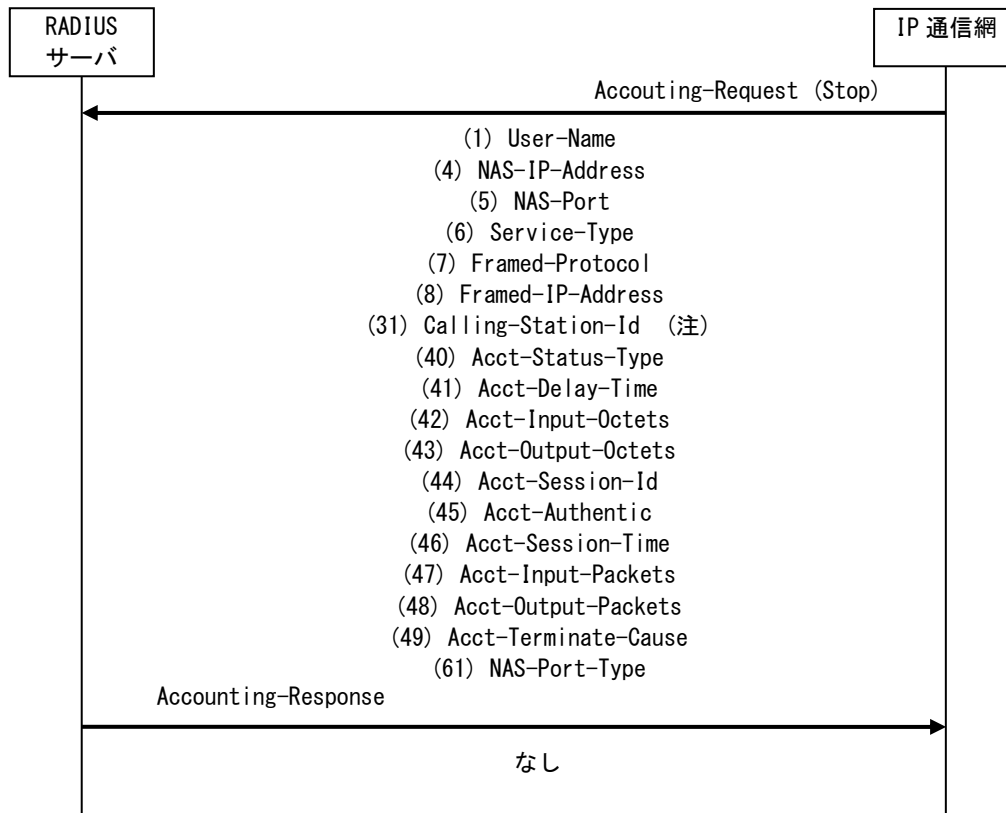 RADIUS
サーバ
IP 通信網
Accouting-Request (Stop)
(1) User-Name
(4) NAS-IP-Address
(5) NAS-Port
(6) Service-Type
(7) Framed-Protocol
(8) Framed-IP-Address
(31) Calling-Station-Id （注）
(40) Acct-Status-Type
(41) Acct-Delay-Time
(42) Acct-Input-Octets
(43) Acct-Output-Octets
(44) Acct-Session-Id
(45) Acct-Authentic
(46) Acct-Session-Time
(47) Acct-Input-Packets
(48) Acct-Output-Packets
(49) Acct-Terminate-Cause
(61) NAS-Port-Type
Accounting-Response
なし